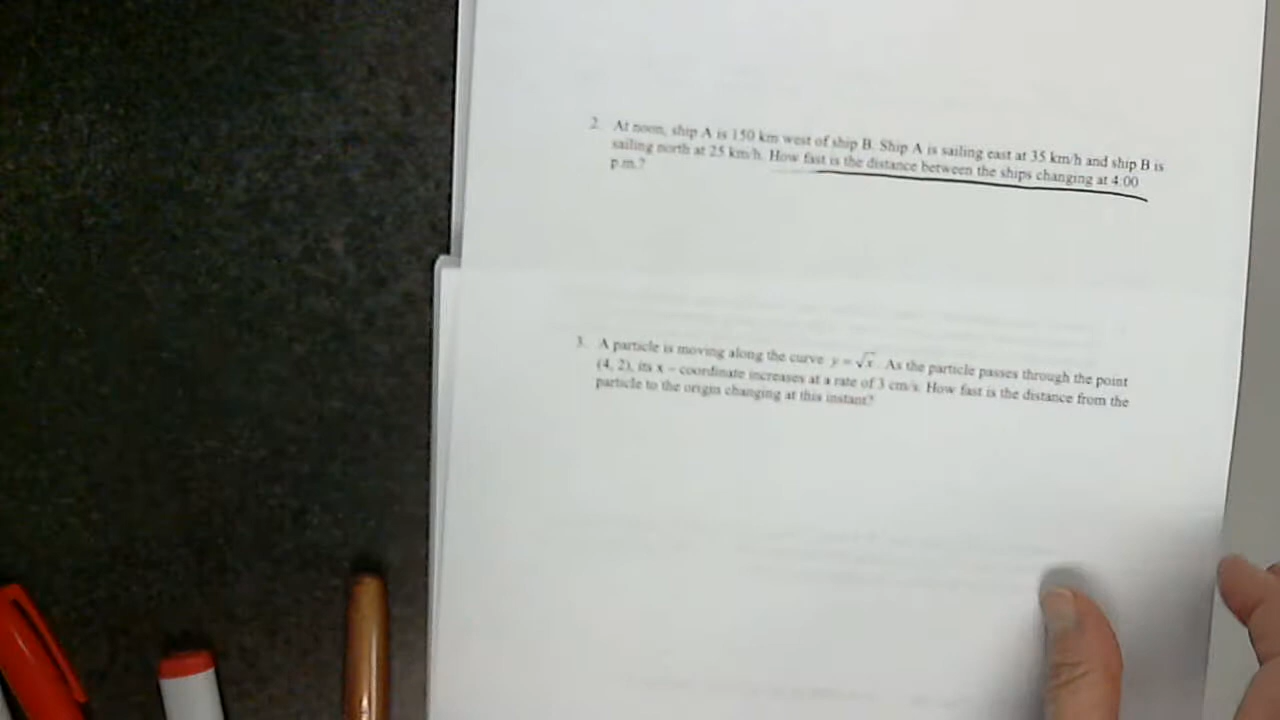 2. At noon, ship A is 150 km west of ship B. Ship A is sailing east at 35 km/h and ship B is
sailing north at 25 km/h. How fast is the distance between the ships changing at 4:00
p.m.?
3. A particle is moving along the curve y = √x. As the particle passes through the point
(4, 2), its x – coordinate increases at a rate of 3 cm/s. How fast is the distance from the
particle to the origin changing at this instant?